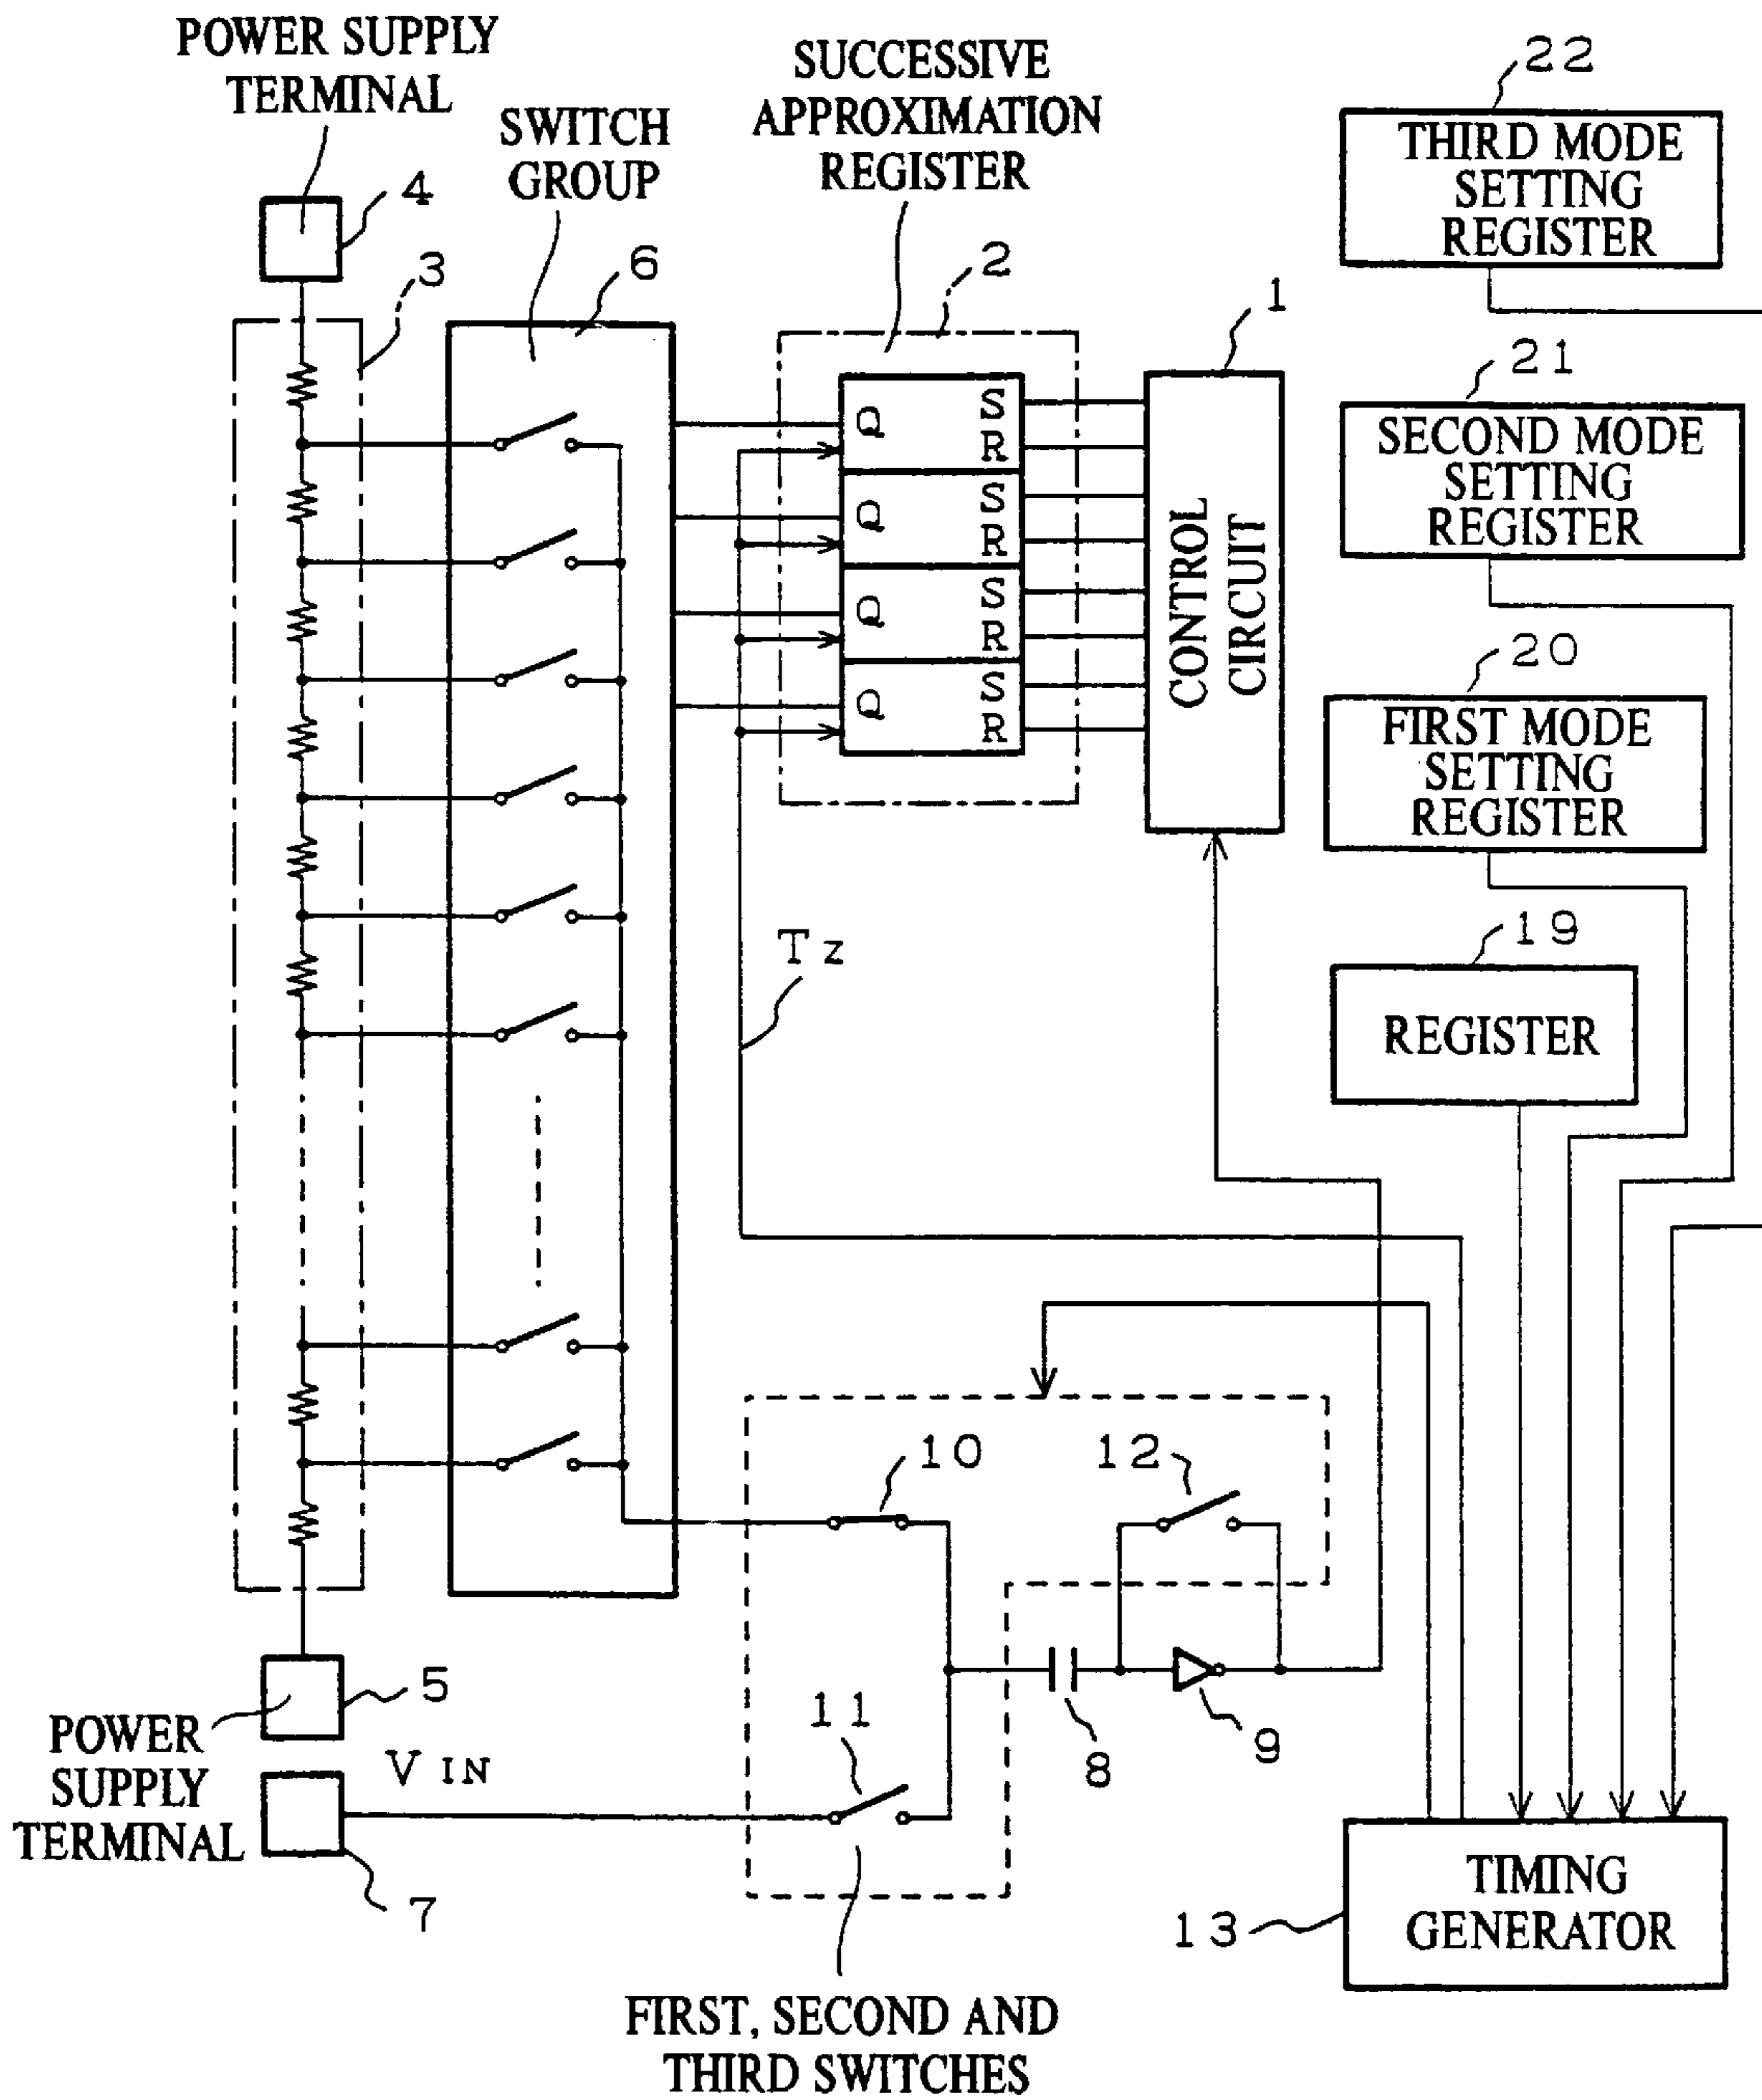 POWER SUPPLY
TERMINAL
4
3
SWITCH
GROUP
6
SUCCESSIVE
APPROXIMATION
REGISTER
2
Q S
R
Q S
R
Q S
R
Q S
R
1
CONTROL
CIRCUIT
22
THIRD MODE
SETTING
REGISTER
21
SECOND MODE
SETTING
REGISTER
20
FIRST MODE
SETTING
REGISTER
19
REGISTER
Tz
10
12
11
8
9
5
POWER
SUPPLY
TERMINAL
VIN
7
13
TIMING
GENERATOR
FIRST, SECOND AND
THIRD SWITCHES